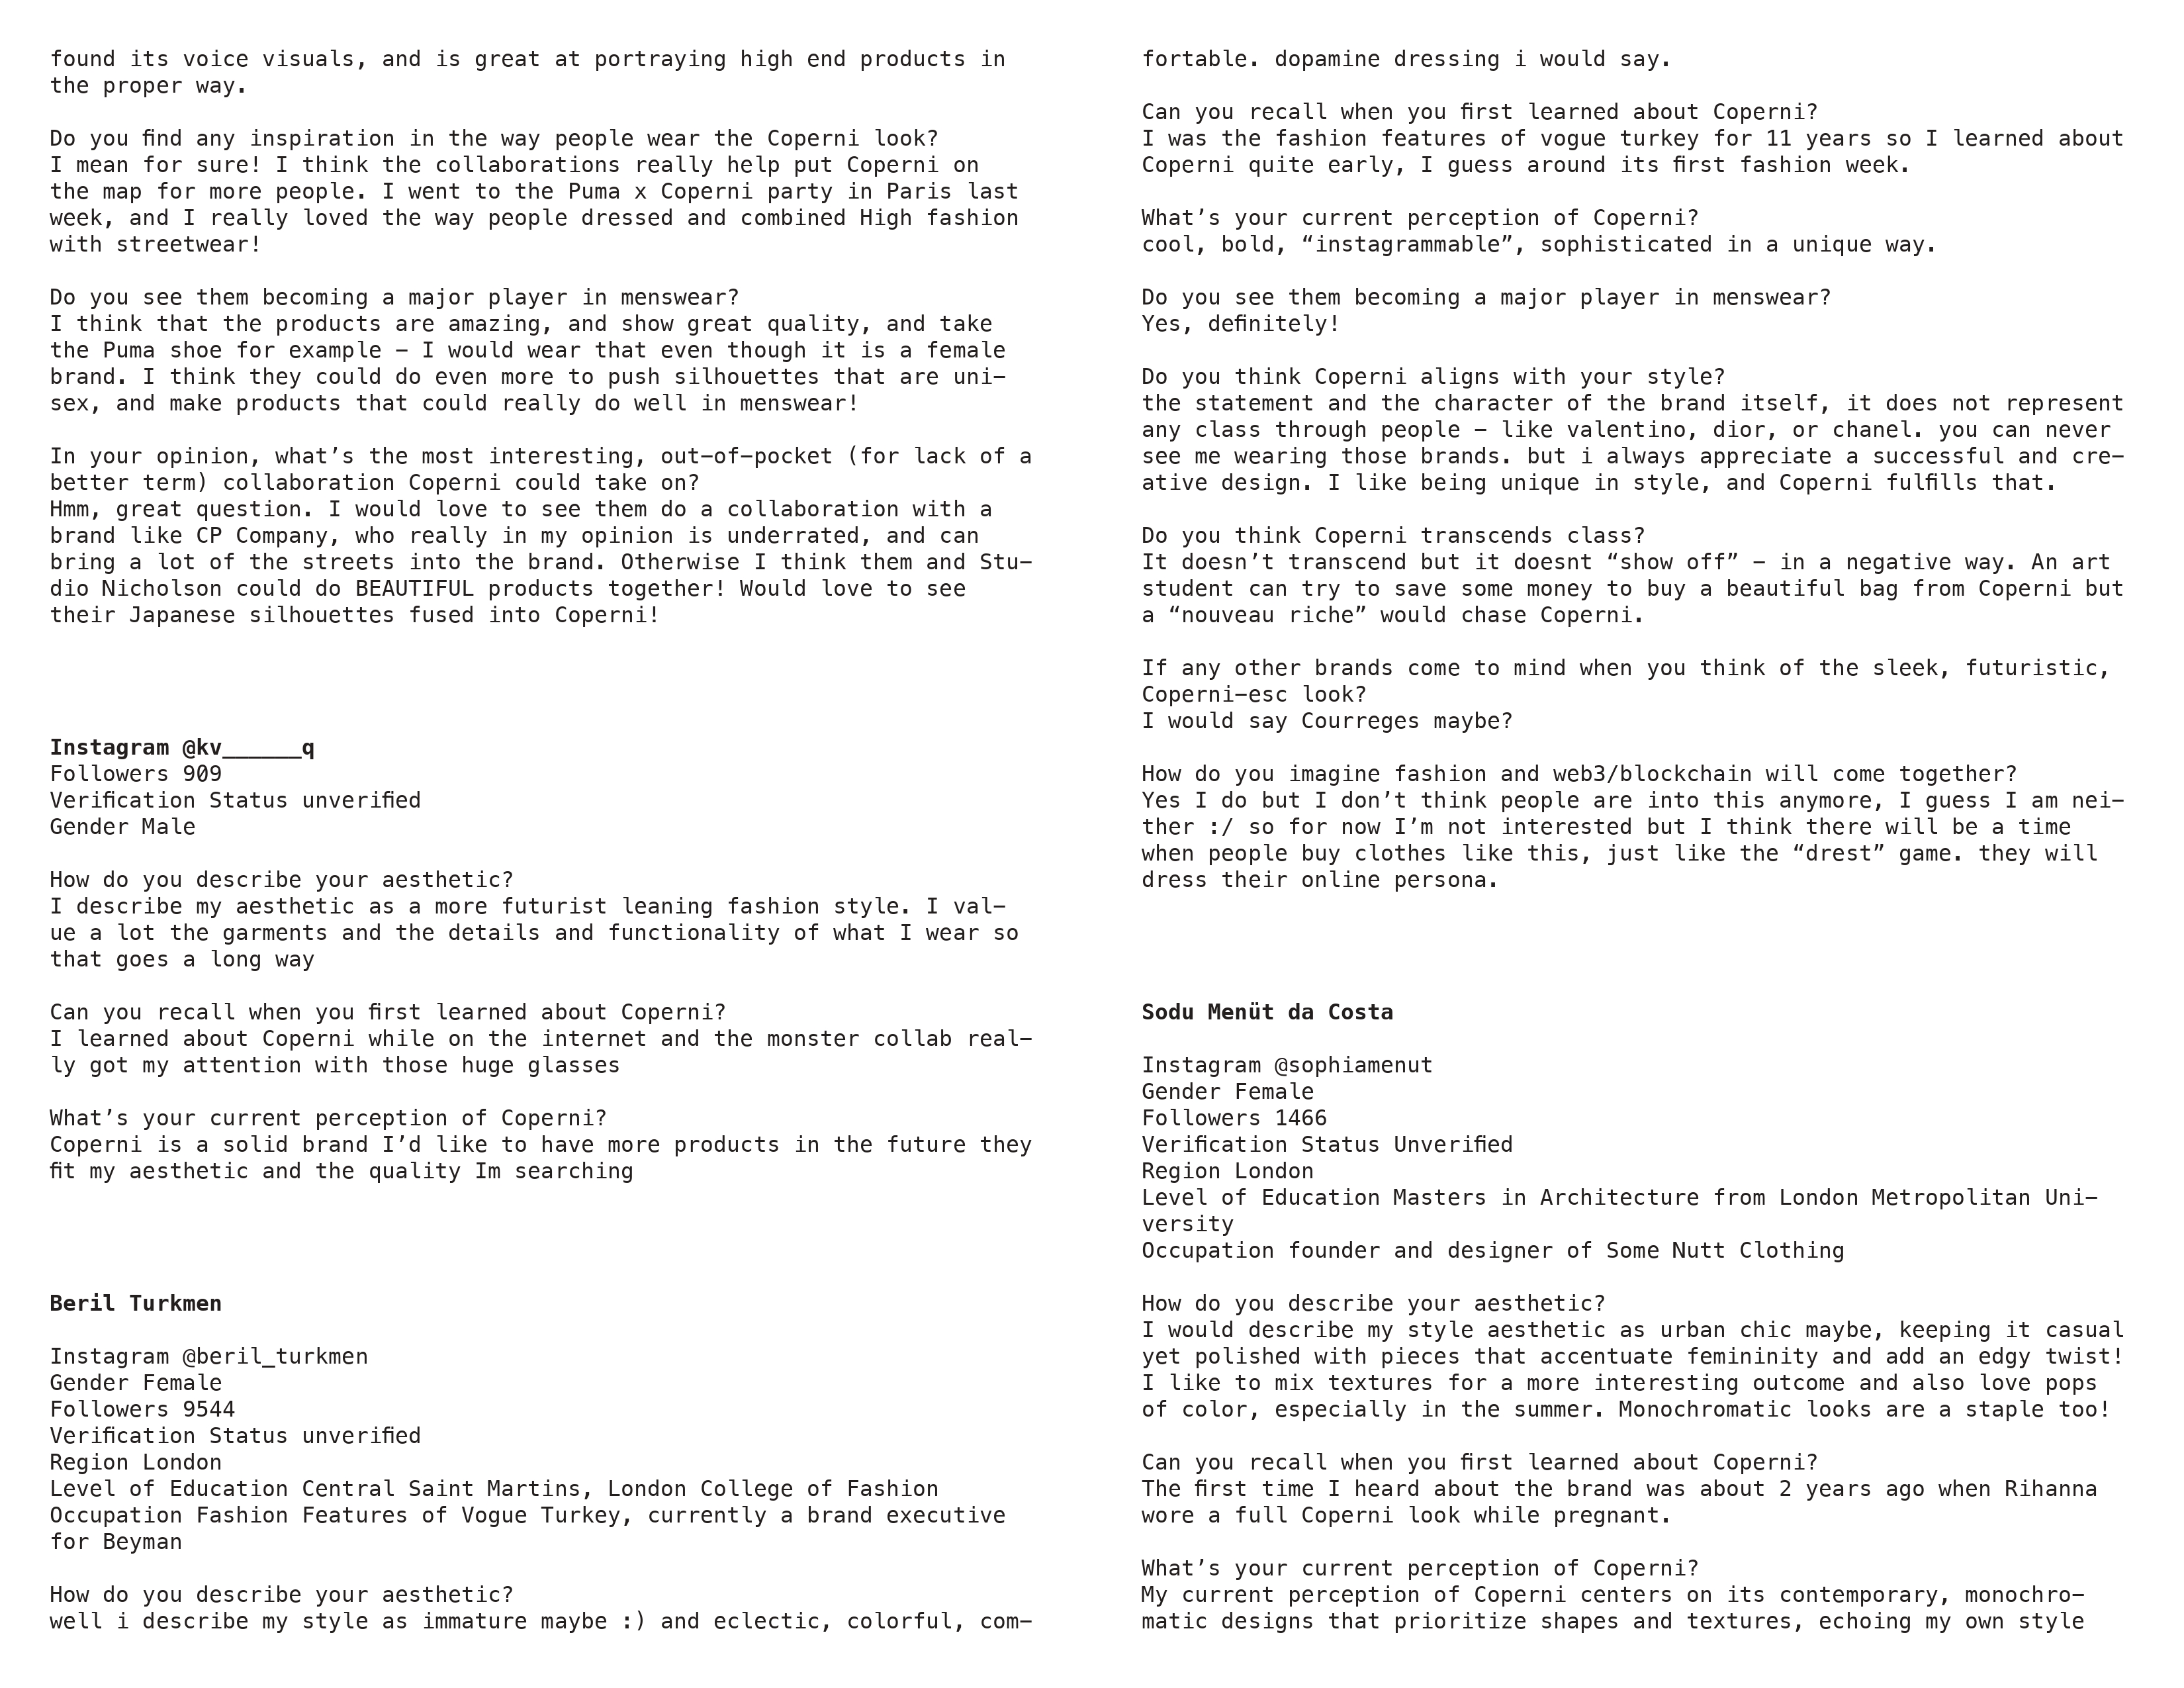 found its voice visuals, and is great at portraying high end products in
the proper way.
Do you find any inspiration in the way people wear the Coperni look?
I mean for sure! I think the collaborations really help put Coperni on
the map for more people. I went to the Puma x Coperni party in Paris last
week, and I really loved the way people dressed and combined High fashion
with streetwear!
Do you see them becoming a major player in menswear?
I think that the products are amazing, and show great quality, and take
the Puma shoe for example – I would wear that even though it is a female
brand. I think they could do even more to push silhouettes that are uni-
sex, and make products that could really do well in menswear!
In your opinion, what’s the most interesting, out-of-pocket (for lack of a
better term) collaboration Coperni could take on?
Hmm, great question. I would love to see them do a collaboration with a
brand like CP Company, who really in my opinion is underrated, and can
bring a lot of the streets into the brand. Otherwise I think them and Stu-
dio Nicholson could do BEAUTIFUL products together! Would love to see
their Japanese silhouettes fused into Coperni!
Instagram @kv______q
Followers 909
Verification Status unverified
Gender Male
How do you describe your aesthetic?
I describe my aesthetic as a more futurist leaning fashion style. I val-
ue a lot the garments and the details and functionality of what I wear so
that goes a long way
Can you recall when you first learned about Coperni?
I learned about Coperni while on the internet and the monster collab real-
ly got my attention with those huge glasses
What’s your current perception of Coperni?
Coperni is a solid brand I’d like to have more products in the future they
fit my aesthetic and the quality Im searching
Beril Turkmen
Instagram @beril_turkmen
Gender Female
Followers 9544
Verification Status unverified
Region London
Level of Education Central Saint Martins, London College of Fashion
Occupation Fashion Features of Vogue Turkey, currently a brand executive
for Beyman
How do you describe your aesthetic?
well i describe my style as immature maybe :) and eclectic, colorful, com-
fortable. dopamine dressing i would say.
Can you recall when you first learned about Coperni?
I was the fashion features of vogue turkey for 11 years so I learned about
Coperni quite early, I guess around its first fashion week.
What’s your current perception of Coperni?
cool, bold, “instagrammable”, sophisticated in a unique way.
Do you see them becoming a major player in menswear?
Yes, definitely!
Do you think Coperni aligns with your style?
the statement and the character of the brand itself, it does not represent
any class through people – like valentino, dior, or chanel. you can never
see me wearing those brands. but i always appreciate a successful and cre-
ative design. I like being unique in style, and Coperni fulfills that.
Do you think Coperni transcends class?
It doesn’t transcend but it doesnt “show off” – in a negative way. An art
student can try to save some money to buy a beautiful bag from Coperni but
a “nouveau riche” would chase Coperni.
If any other brands come to mind when you think of the sleek, futuristic,
Coperni-esc look?
I would say Courreges maybe?
How do you imagine fashion and web3/blockchain will come together?
Yes I do but I don’t think people are into this anymore, I guess I am nei-
ther :/ so for now I’m not interested but I think there will be a time
when people buy clothes like this, just like the “drest” game. they will
dress their online persona.
Sodu Menüt da Costa
Instagram @sophiamenut
Gender Female
Followers 1466
Verification Status Unverified
Region London
Level of Education Masters in Architecture from London Metropolitan Uni-
versity
Occupation founder and designer of Some Nutt Clothing
How do you describe your aesthetic?
I would describe my style aesthetic as urban chic maybe, keeping it casual
yet polished with pieces that accentuate femininity and add an edgy twist!
I like to mix textures for a more interesting outcome and also love pops
of color, especially in the summer. Monochromatic looks are a staple too!
Can you recall when you first learned about Coperni?
The first time I heard about the brand was about 2 years ago when Rihanna
wore a full Coperni look while pregnant.
What’s your current perception of Coperni?
My current perception of Coperni centers on its contemporary, monochro-
matic designs that prioritize shapes and textures, echoing my own style